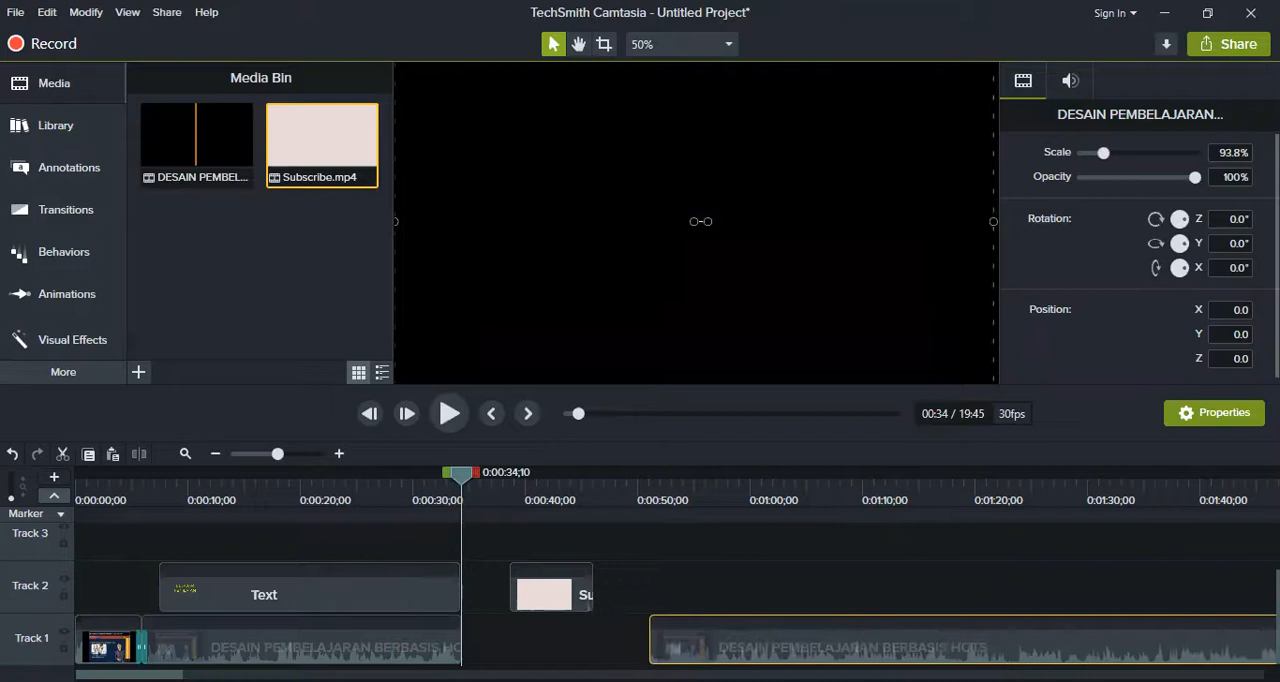 File Edit Modify View Share Help
TechSmith Camtasia - Untitled Project*
Sign In
Record
50%
Share
Media
Library
Annotations
Transitions
Behaviors
Animations
Visual Effects
More
Media Bin
DESAIN PEMBEL...
Subscribe.mp4
DESAIN PEMBELAJARAN...
Scale 93.8%
Opacity 100%
Rotation: Z 0.0°
Y 0.0°
X 0.0°
Position: X 0.0
Y 0.0
Z 0.0
00:34 / 19:45 30fps
Properties
0:00:34;10
0:00:00;00 0:00:10;00 0:00:20;00 0:00:30;00 0:00:40;00 0:00:50;00 0:01:00;00 0:01:10;00 0:01:20;00 0:01:30;00 0:01:40;00
Marker
Track 3
Track 2
Text
Su
Track 1
DESAIN PEMBELAJARAN BERBASIS HO
DESAIN PEMBELAJARAN BERBASIS HOTS